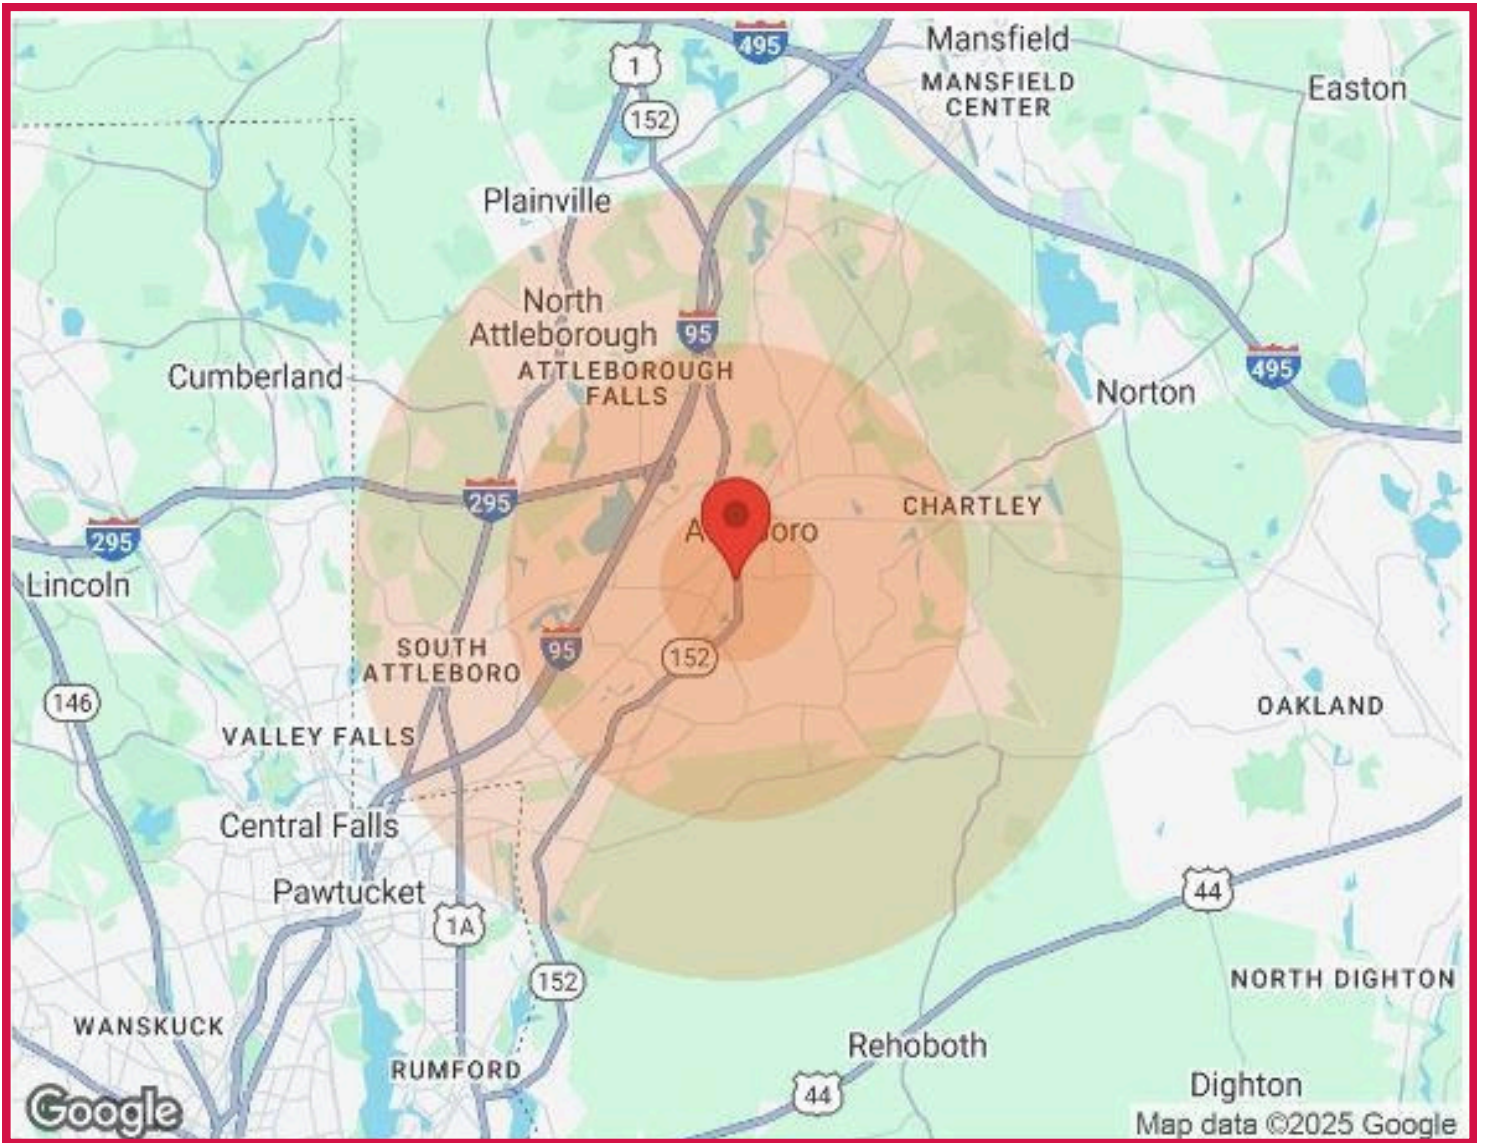 495
Mansfield
1
MANSFIELD
CENTER
Easton
152
Plainville
North
Attleborough
95
ATTLEBOROUGH
FALLS
Cumberland
495
Norton
295
CHARTLEY
A
oro
295
Lincoln
SOUTH
ATTLEBORO
95
152
146
OAKLAND
VALLEY FALLS
Central Falls
Pawtucket
44
1A
152
NORTH DIGHTON
WANSKUCK
Rehoboth
RUMFORD
44
Dighton
Google
Map data ©2025 Google